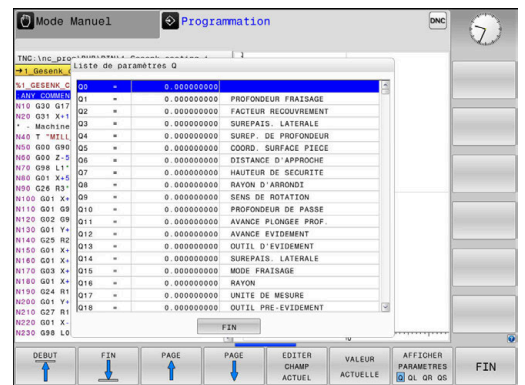 Mode Manuel
Programmation
DNC
→1_Gesenk_
Liste de paramètres Q
%1_GESENK_C
N10 G30 G17
N20 G31 X+1
* - Machine
N40 T "MILL
N50 G00 G90
N60 G00 Z-5
N70 G98 L1*
N80 G01 X+5
N90 G26 R3*
N100 G01 X+
N110 G01 G9
N120 G02 G9
N130 G01 Y+
N140 G25 R2
N150 G01 X+
N160 G01 X+
N170 G03 X+
N180 G01 X+
N190 G24 R1
N200 G01 Y+
N210 G27 R1
N220 G01 X-
N230 G98 L0
Q0 = 0.000000000
Q1 = 0.000000000 PROFONDEUR FRAISAGE
Q2 = 0.000000000 FACTEUR RECOUVREMENT
Q3 = 0.000000000 SUREPAIS. LATERALE
Q4 = 0.000000000 SUREP. DE PROFONDEUR
Q5 = 0.000000000 COORD. SURFACE PIECE
Q6 = 0.000000000 DISTANCE D'APPROCHE
Q7 = 0.000000000 HAUTEUR DE SECURITE
Q8 = 0.000000000 RAYON D'ARRONDI
Q9 = 0.000000000 SENS DE ROTATION
Q10 = 0.000000000 PROFONDEUR DE PASSE
Q11 = 0.000000000 AVANCE PLONGEE PROF.
Q12 = 0.000000000 AVANCE EVIDEMENT
Q13 = 0.000000000 OUTIL D'EVIDEMENT
Q14 = 0.000000000 SUREPAIS. LATERALE
Q15 = 0.000000000 MODE FRAISAGE
Q16 = 0.000000000 RAYON
Q17 = 0.000000000 UNITE DE MESURE
Q18 = 0.000000000 OUTIL PRE-EVIDEMENT
FIN
DEBUT
FIN
PAGE
PAGE
EDITER CHAMP ACTUEL
VALEUR ACTUELLE
AFFICHER PARAMETRES Q QL QR QS
FIN